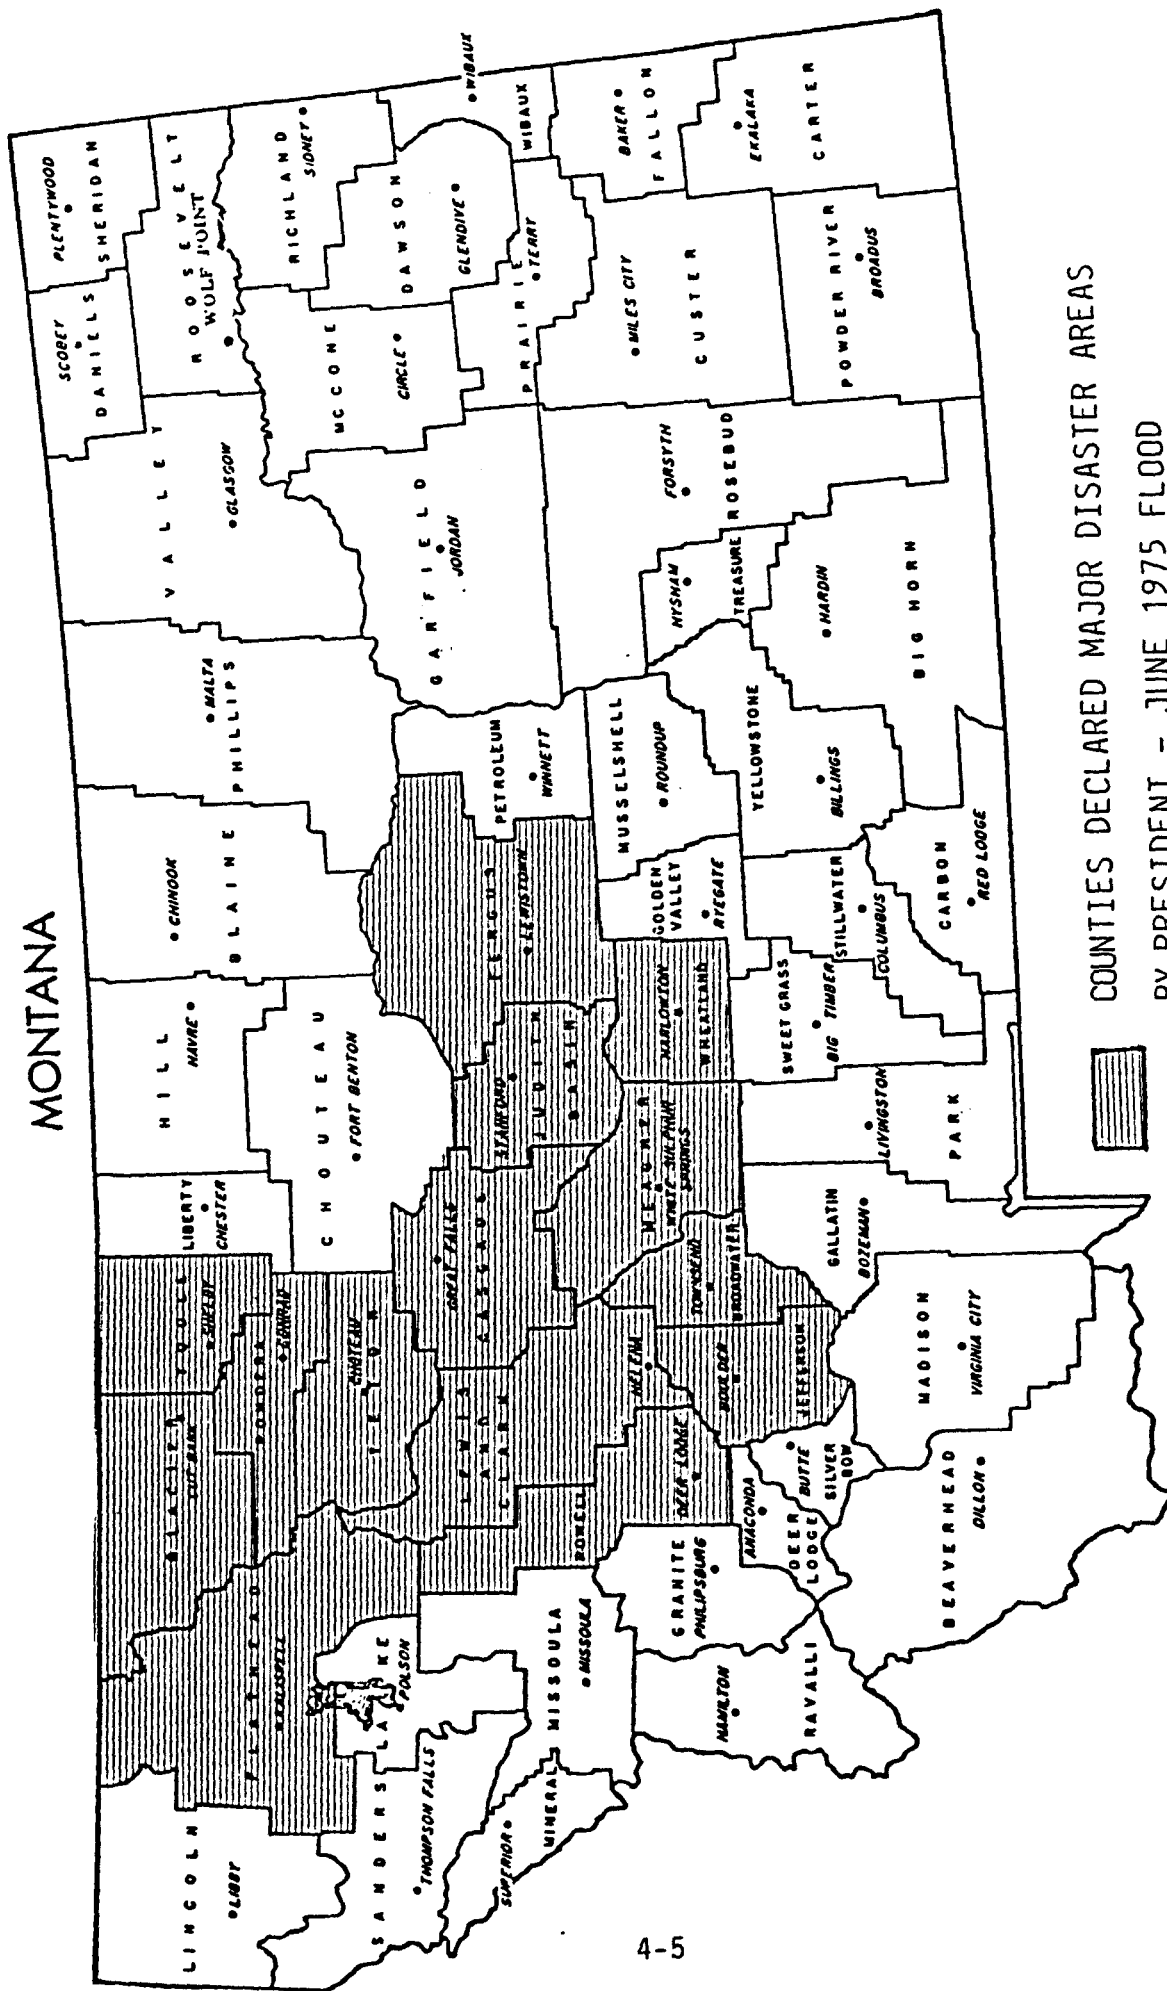 MONTANA
LINCOLN
LIBBY
FLATHEAD
KALISPELL
GLACIER
CUT BANK
TOOLE
SHELBY
LIBERTY
CHESTER
HILL
HAVRE
BLAINE
CHINOOK
PHILLIPS
MALTA
VALLEY
GLASGOW
DANIELS
SCOBEY
SHERIDAN
PLENTYWOOD
ROOSEVELT
WOLF POINT
RICHLAND
SIDNEY
PONDERA
CONRAD
TETON
CHOTEAU
CHOUTEAU
FORT BENTON
SANDERS
THOMPSON FALLS
LAKE
POLSON
LEWIS
AND
CLARK
HELENA
CASCADE
GREAT FALLS
JUDITH
BASIN
STANFORD
FERGUS
LEWISTOWN
PETROLEUM
WINNETT
GARFIELD
JORDAN
MCCONE
CIRCLE
DAWSON
GLENDIVE
PRAIRIE
TERRY
WIBAUX
WIBAUX
MINERAL
SUPERIOR
MISSOULA
MISSOULA
POWELL
DEER LODGE
GRANITE
PHILIPSBURG
MEAGHER
WHITE SULPHUR
SPRINGS
BROADWATER
TOWNSEND
JEFFERSON
BOULDER
WHEATLAND
HARLOWTON
GOLDEN
VALLEY
RYEGATE
MUSSELSHELL
ROUNDUP
TREASURE
HYSHAM
ROSEBUD
FORSYTH
CUSTER
MILES CITY
FALLON
BAKER
RAVALLI
HAMILTON
DEER
LODGE
ANACONDA
SILVER
BOW
BUTTE
BEAVERHEAD
DILLON
MADISON
VIRGINIA CITY
GALLATIN
BOZEMAN
PARK
LIVINGSTON
SWEET GRASS
BIG TIMBER
STILLWATER
COLUMBUS
CARBON
RED LODGE
YELLOWSTONE
BILLINGS
BIG HORN
HARDIN
POWDER RIVER
BROADUS
CARTER
EKALAKA
COUNTIES DECLARED MAJOR DISASTER AREAS
BY PRESIDENT - JUNE 1975 FLOOD
4-5